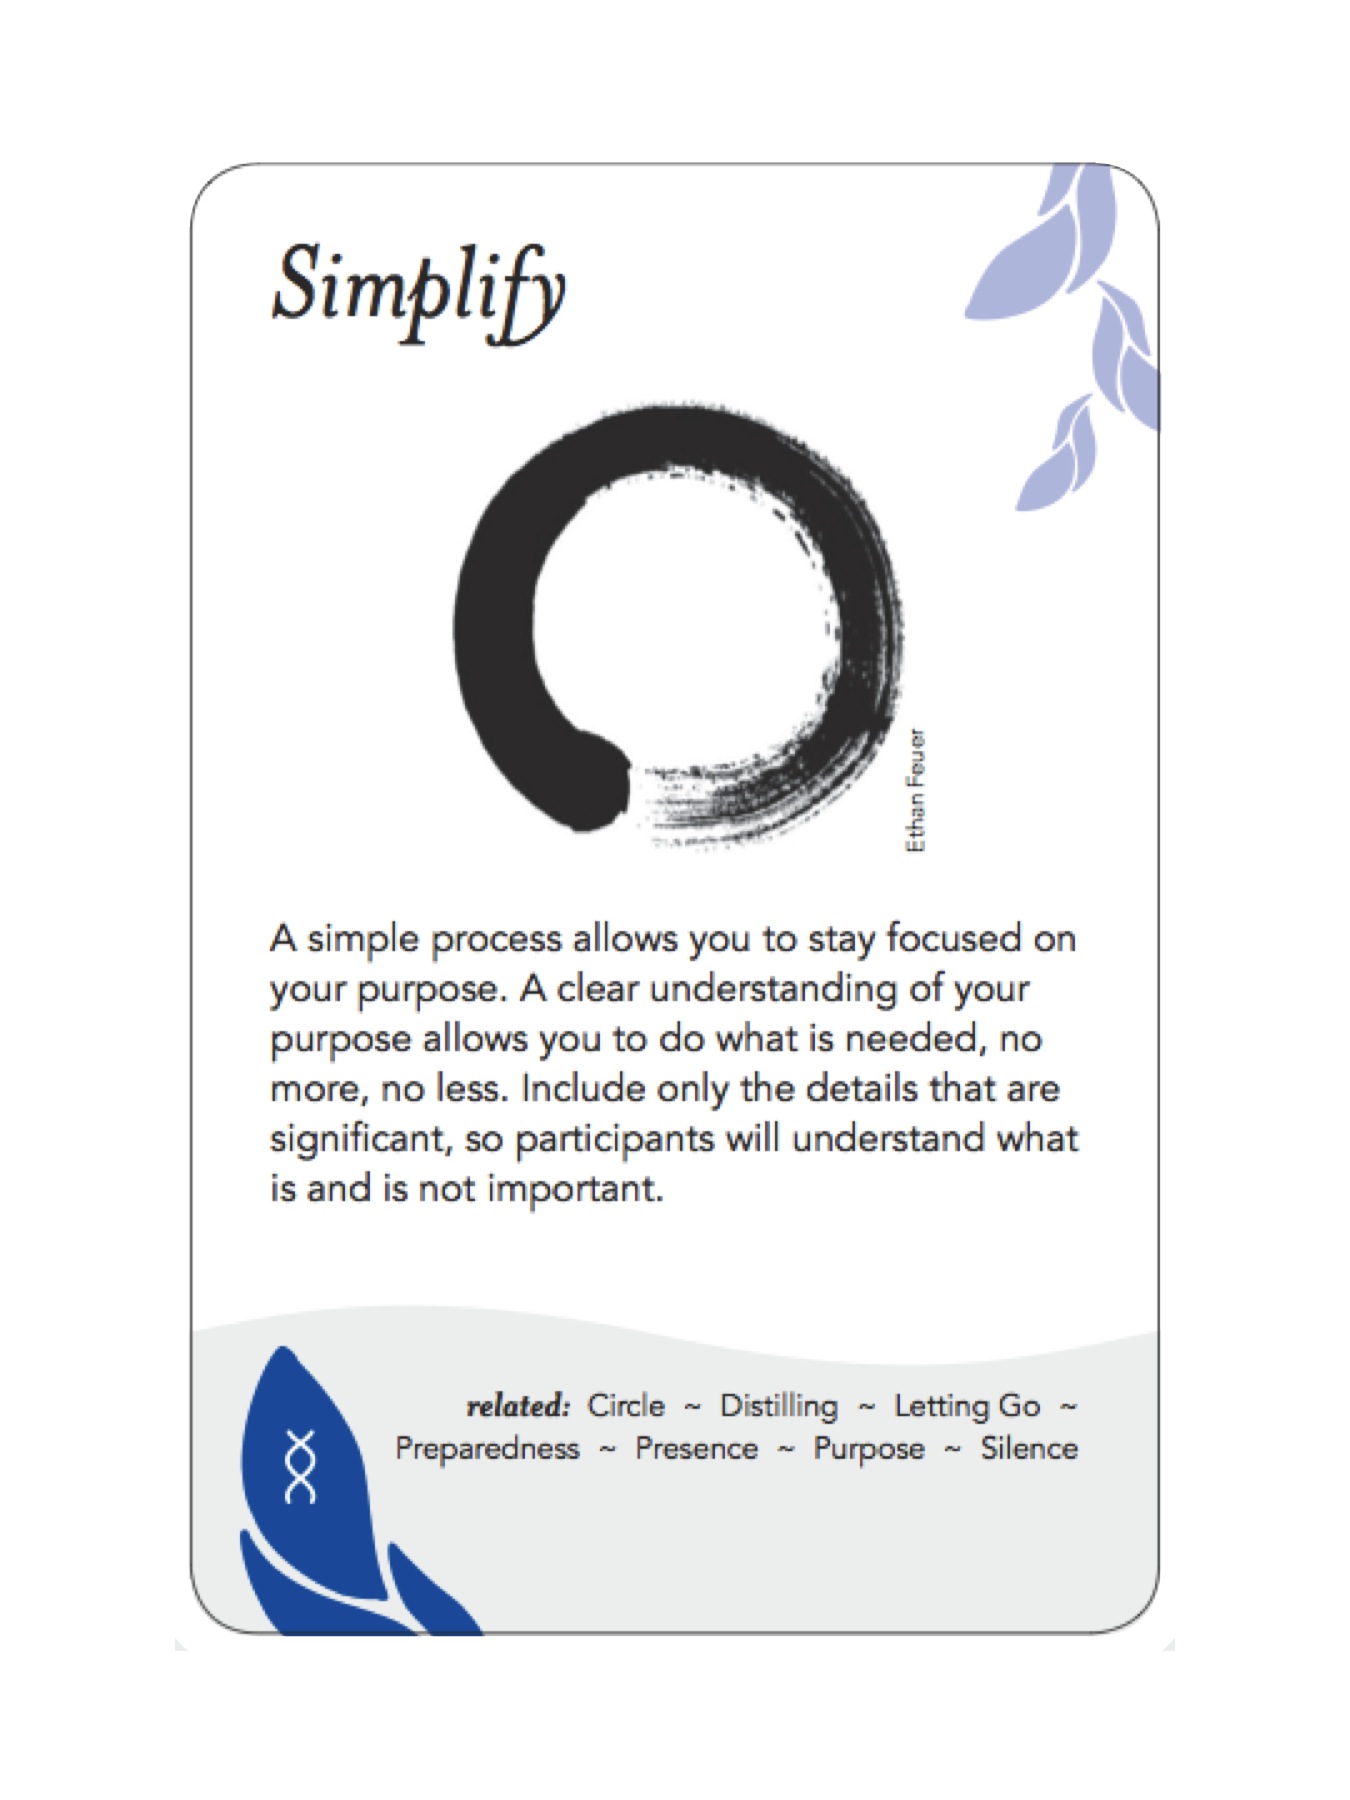 Simplify
Ethan Feuer
A simple process allows you to stay focused on
your purpose. A clear understanding of your
purpose allows you to do what is needed, no
more, no less. Include only the details that are
significant, so participants will understand what
is and is not important.
related: Circle ~ Distilling ~ Letting Go ~
Preparedness ~ Presence ~ Purpose ~ Silence